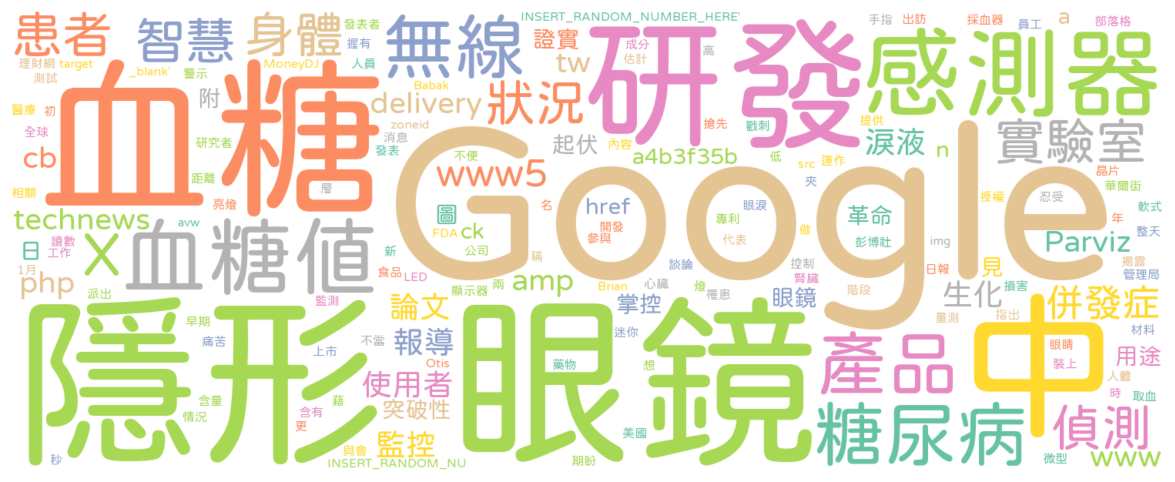 INSERT_RANDOM_NUMBER_HERE'
患者
智慧
身體
發表者
握有
人員
無線
證實
成分
估計
高
手指
出訪
採血器
員工
a
部落格
理財網
target
測試
_blank'
警示
MoneyDJ
Babak
tw
研發
感測器
醫療
初
附
delivery
zoneid
狀況
搶先
戳刺
提供
全球
研究者
消息
發表
血糖
Google
起伏
不便
內容
低
淚液
n
實驗室
cb
距離
www5
a4b3f35b
src
運作
晶片
相關
亮燈
層
夾
授權
忍受
華爾街
technews
X
血糖值
圖
href
名
開發
眼淚
專利
革命
年
軟式
日
讀數
工作
新
FDA
ck
公司
參與
代表
做
彭博社
img
Parviz
整天
揭露
php
1月
食品
LED
稱
amp
兩
Brian
心臟
談論
控制
腎臟
日報
見
管理局
派出
監測
顯示器
罹患
燈
階段
生化
損害
隱形
眼鏡
中
論文
掌控
眼鏡
量測
指出
併發症
早期
不當
報導
迷你
材料
痛苦
上市
Otis
想
產品
眼睛
用途
含量
含有
藉
使用者
藥物
裝上
人體
情況
更
突破性
時
取血
與會
監控
美國
糖尿病
偵測
秒
INSERT_RANDOM_NU
期盼
微型
www